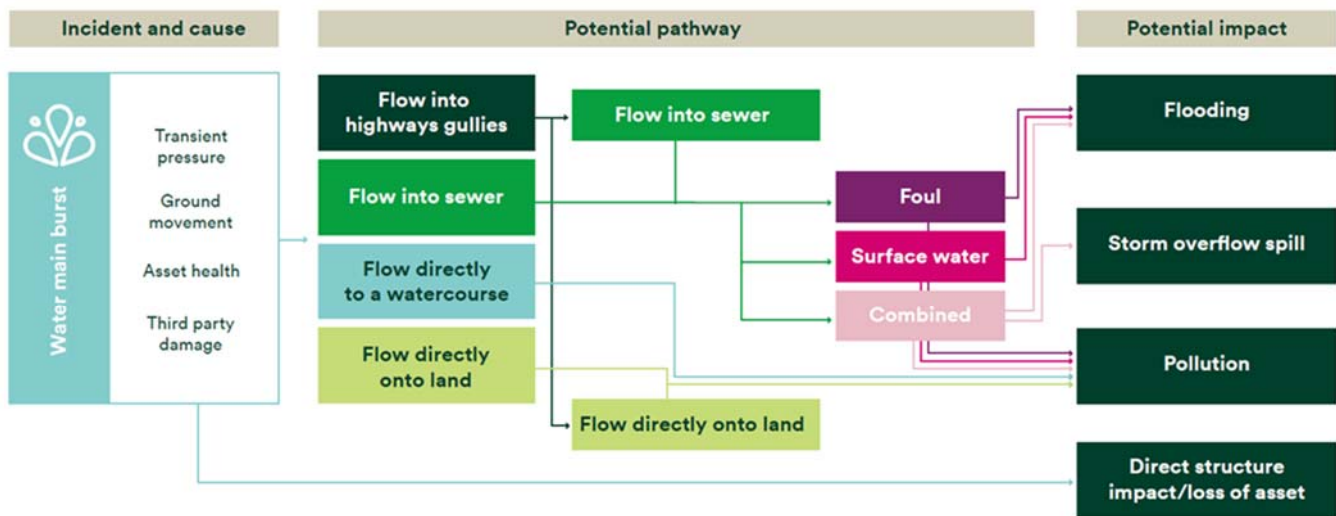 Incident and cause
Potential pathway
Potential impact
Water main burst
Transient
pressure
Ground
movement
Asset health
Third party
damage
Flow into
highways gullies
Flow into sewer
Flow directly
to a watercourse
Flow directly
onto land
Flow into sewer
Flow directly onto land
Foul
Surface water
Combined
Flooding
Storm overflow spill
Pollution
Direct structure
impact/loss of asset